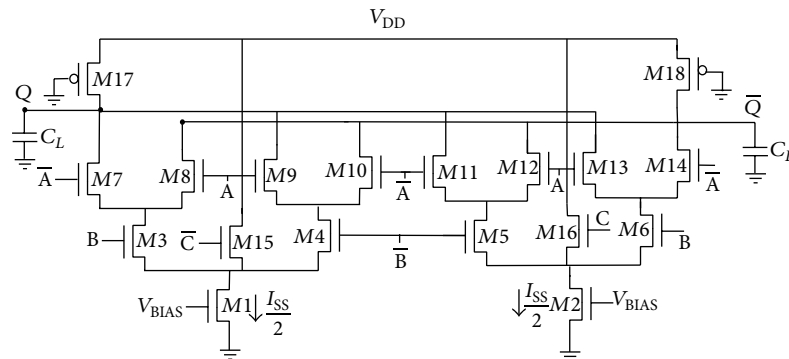 V_DD
M17
M18
Q
Q̅
C_L
C_L
A̅
M7
M8
A
M9
M10
A̅
M11
M12
A
M13
M14
A̅
B
M3
C̅
M15
M4
B̅
M5
M16
C
M6
B
V_BIAS
M1
I_SS/2
I_SS/2
M2
V_BIAS